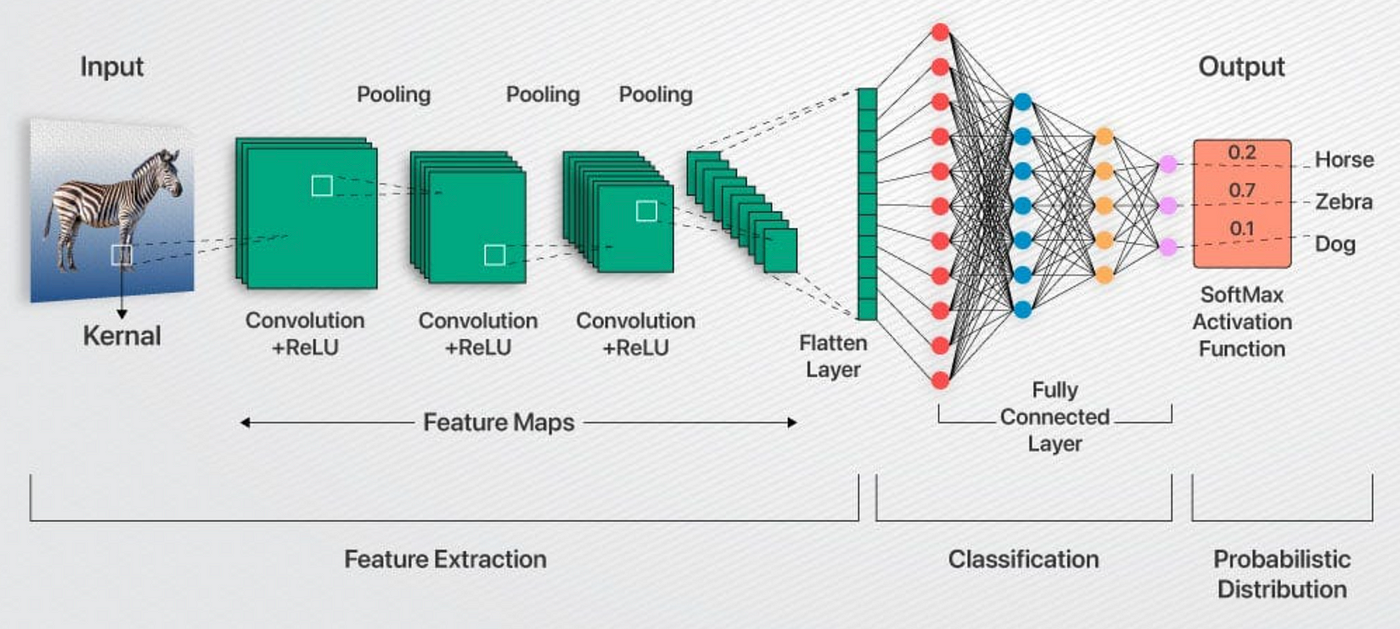 Input
Pooling
Pooling
Pooling
Output
Kernal
Convolution
+ReLU
Convolution
+ReLU
Convolution
+ReLU
Flatten
Layer
0.2
Horse
0.7
Zebra
0.1
Dog
SoftMax
Activation
Function
Feature Maps
Fully
Connected
Layer
Feature Extraction
Classification
Probabilistic
Distribution